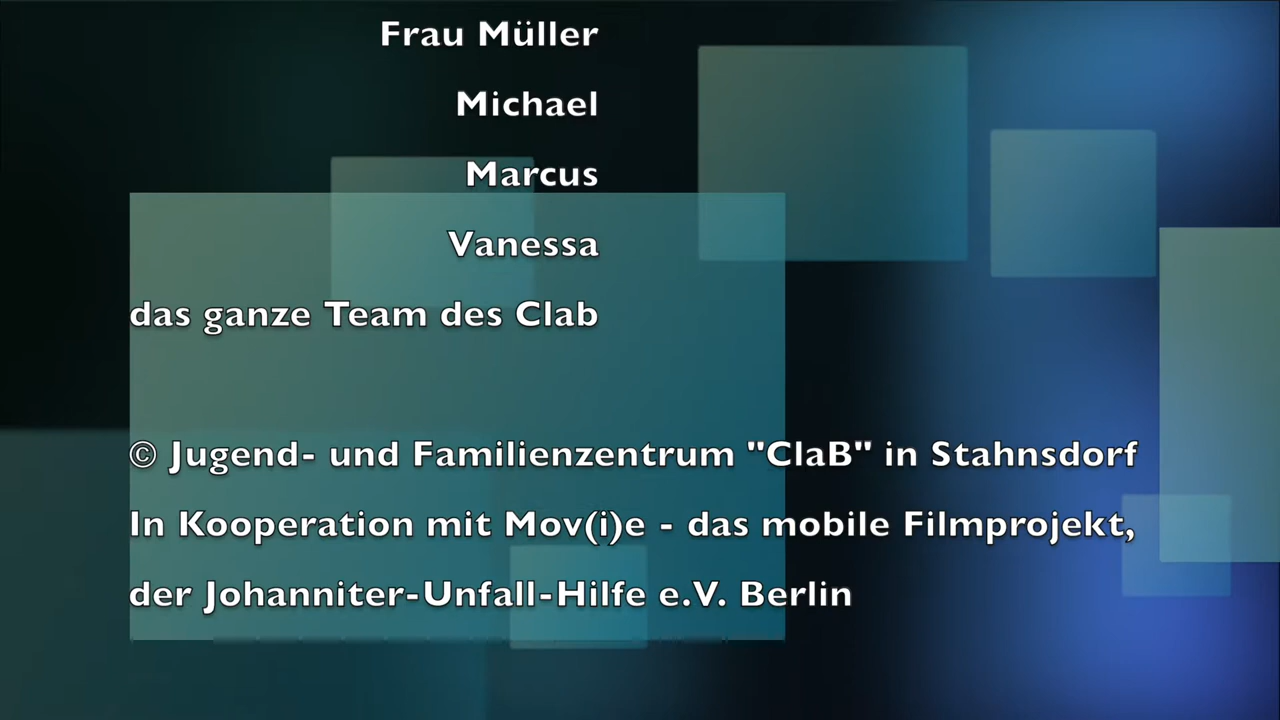 Frau Müller
Michael
Marcus
Vanessa
das ganze Team des Clab
© Jugend- und Familienzentrum "ClaB" in Stahnsdorf
In Kooperation mit Mov(i)e - das mobile Filmprojekt,
der Johanniter-Unfall-Hilfe e.V. Berlin